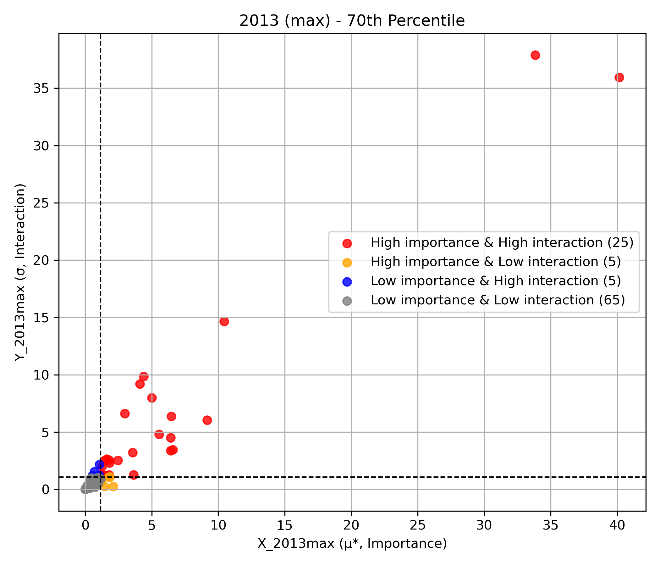 2013 (max) - 70th Percentile
Y_2013max (σ, Interaction)
35
30
25
20
15
10
5
0
High importance & High interaction (25)
High importance & Low interaction (5)
Low importance & High interaction (5)
Low importance & Low interaction (65)
0 5 10 15 20 25 30 35 40
X_2013max (μ*, Importance)